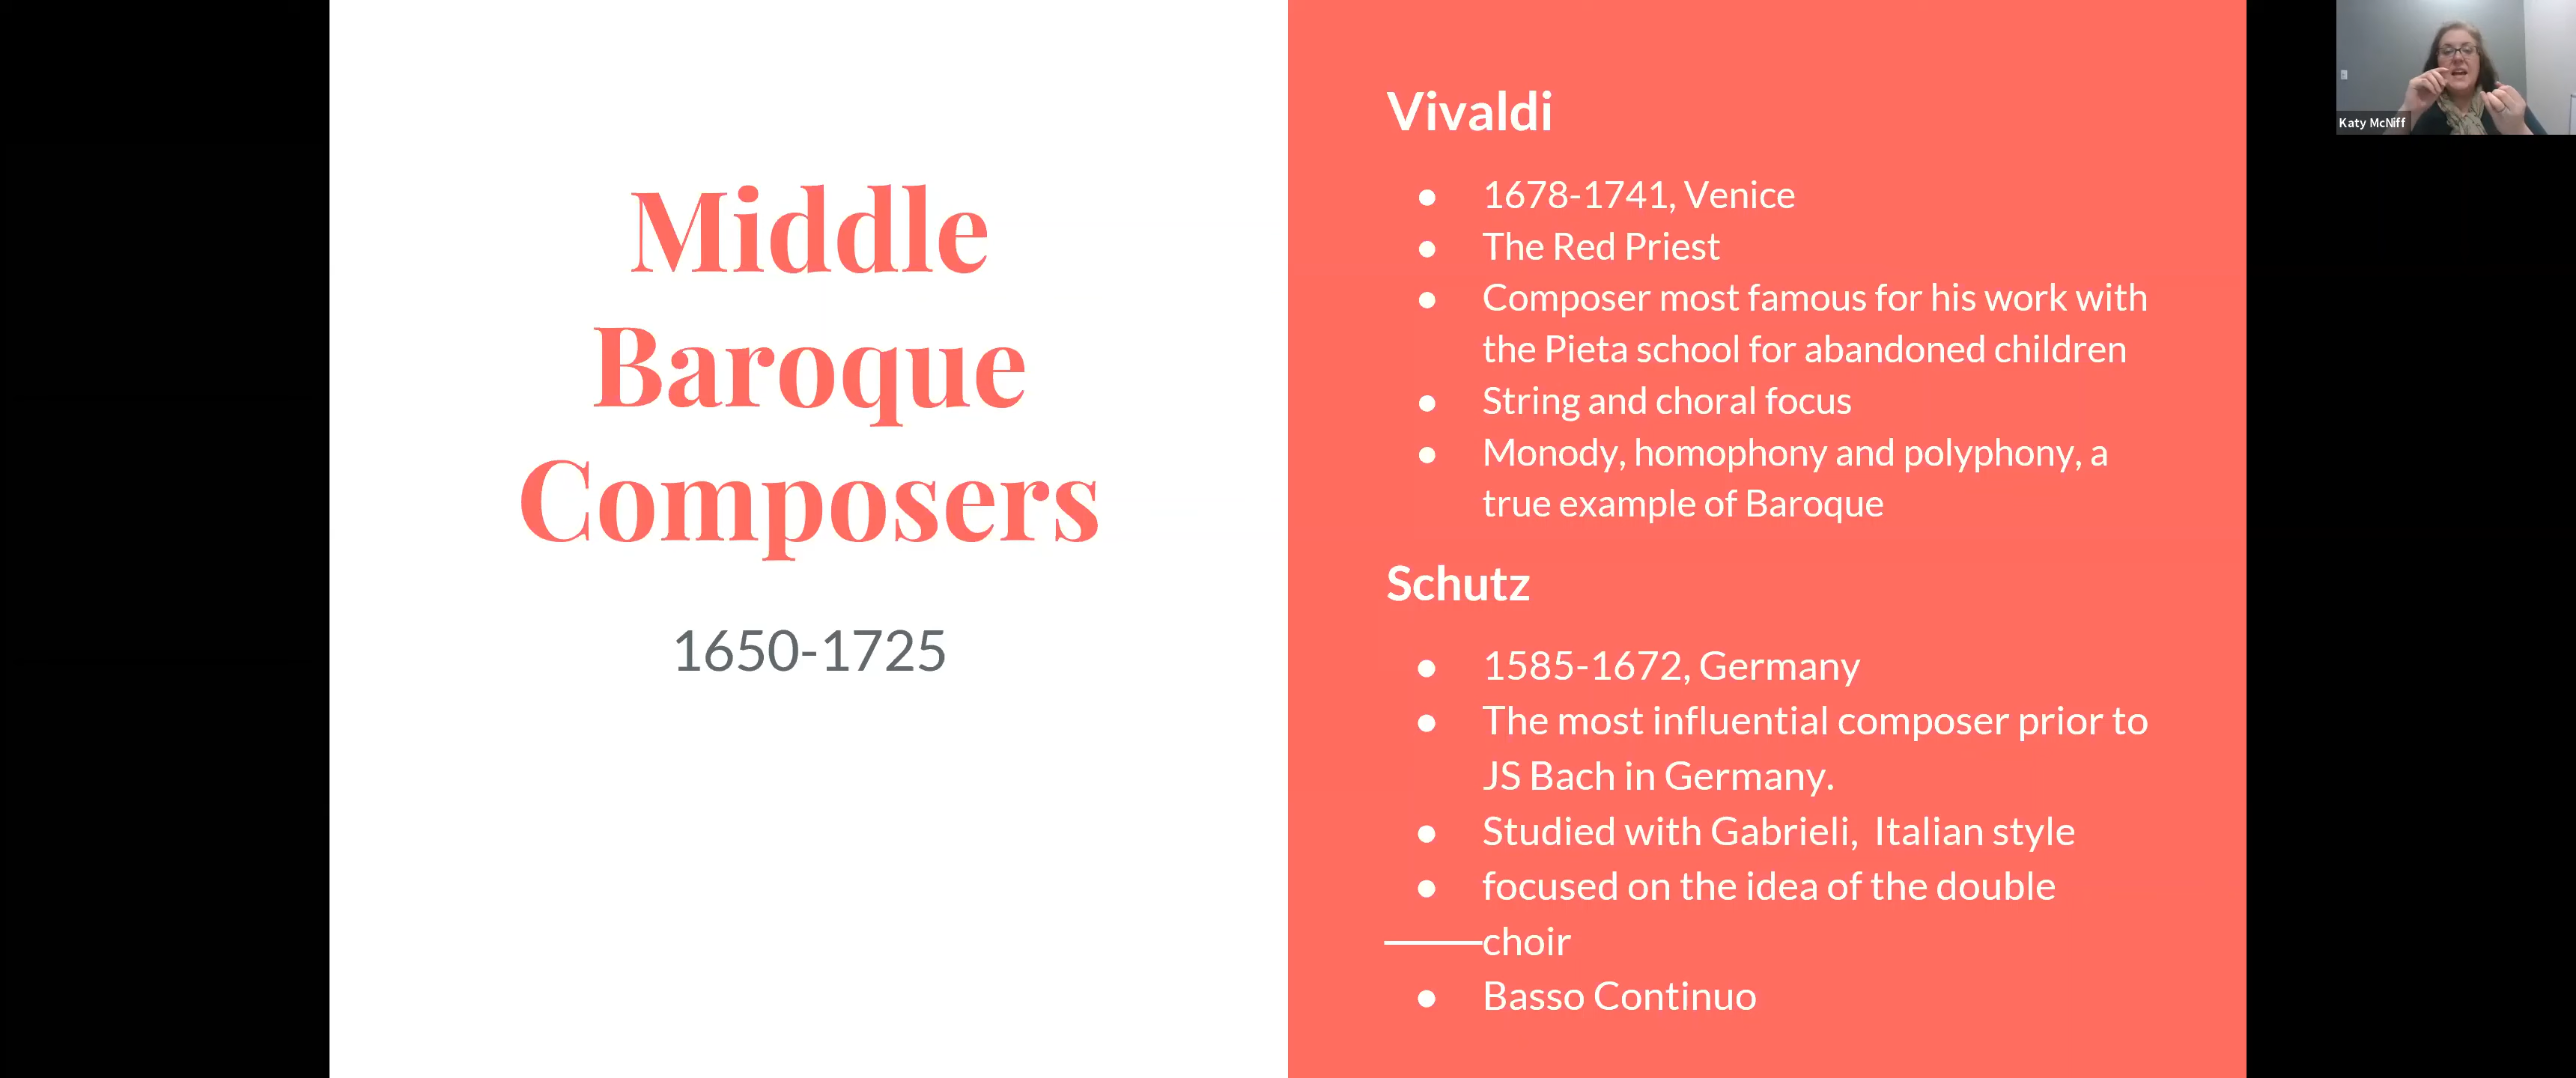 Middle
Baroque
Composers
1650-1725
Vivaldi
● 1678-1741, Venice
● The Red Priest
● Composer most famous for his work with
the Pieta school for abandoned children
● String and choral focus
● Monody, homophony and polyphony, a
true example of Baroque
Schutz
● 1585-1672, Germany
● The most influential composer prior to
JS Bach in Germany.
● Studied with Gabrieli,  Italian style
● focused on the idea of the double
choir
● Basso Continuo
Katy McNiff